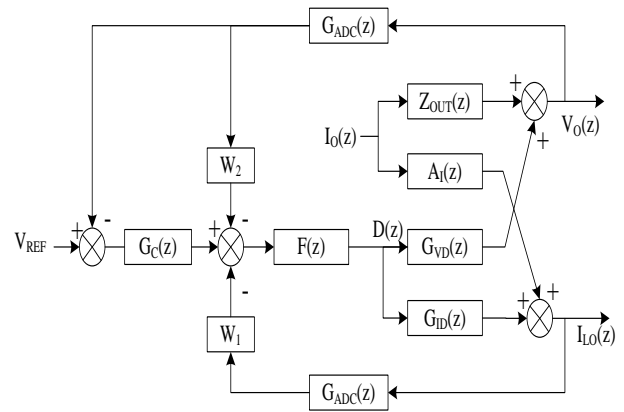 G_ADC(z)
+
Z_OUT(z)
+
V_O(z)
I_O(z)
W_2
A_I(z)
-
-
D(z)
V_REF
+
G_C(z)
+
F(z)
G_VD(z)
-
+
+
W_1
G_ID(z)
I_LO(z)
G_ADC(z)